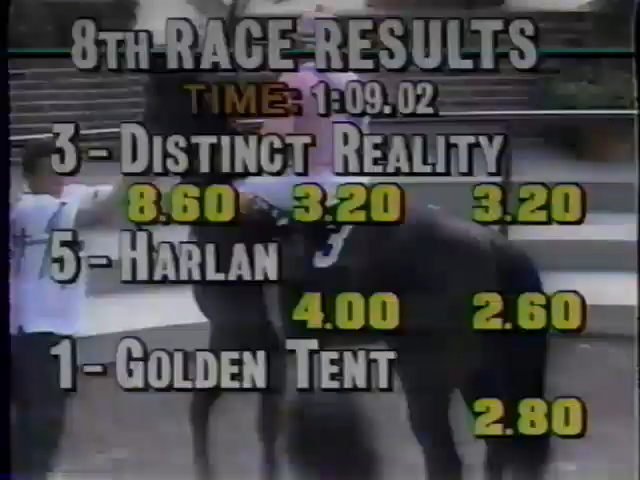 8TH RACE RESULTS
TIME: 1:09.02
3 - DISTINCT REALITY
8.60 3.20 3.20
5 - HARLAN
4.00 2.60
1 - GOLDEN TENT
2.80
3